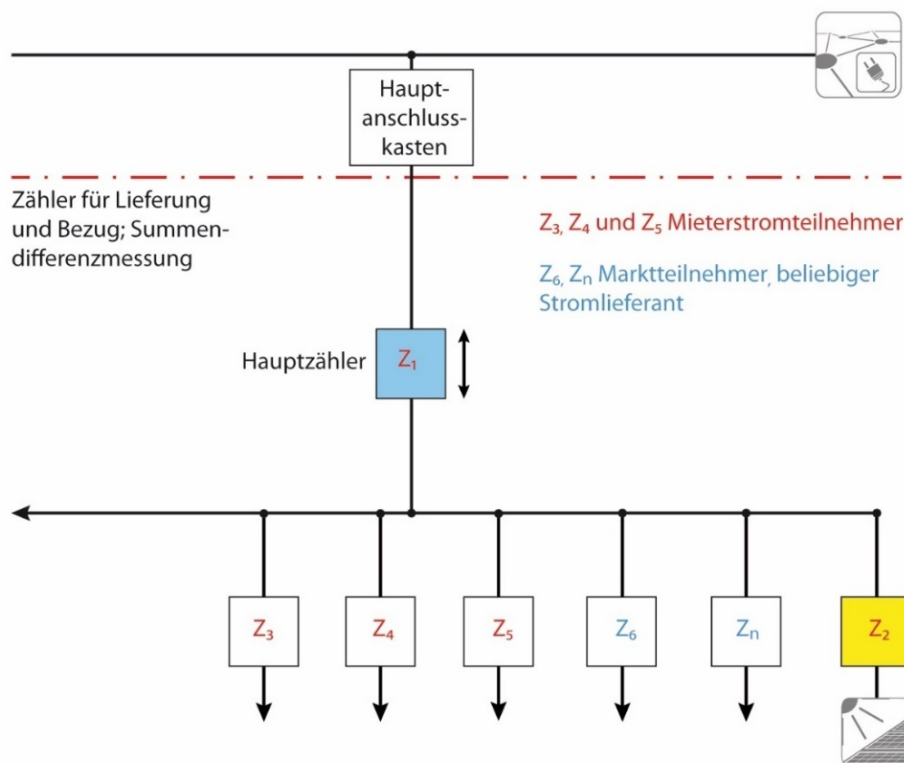 Haupt-
anschluss-
kasten
Zähler für Lieferung
und Bezug; Summen-
differenzmessung
Z₃, Z₄ und Z₅ Mieterstromteilnehmer
Z₆, Zₙ Marktteilnehmer, beliebiger
Stromlieferant
Hauptzähler
Z₁
Z₃
Z₄
Z₅
Z₆
Zₙ
Z₂